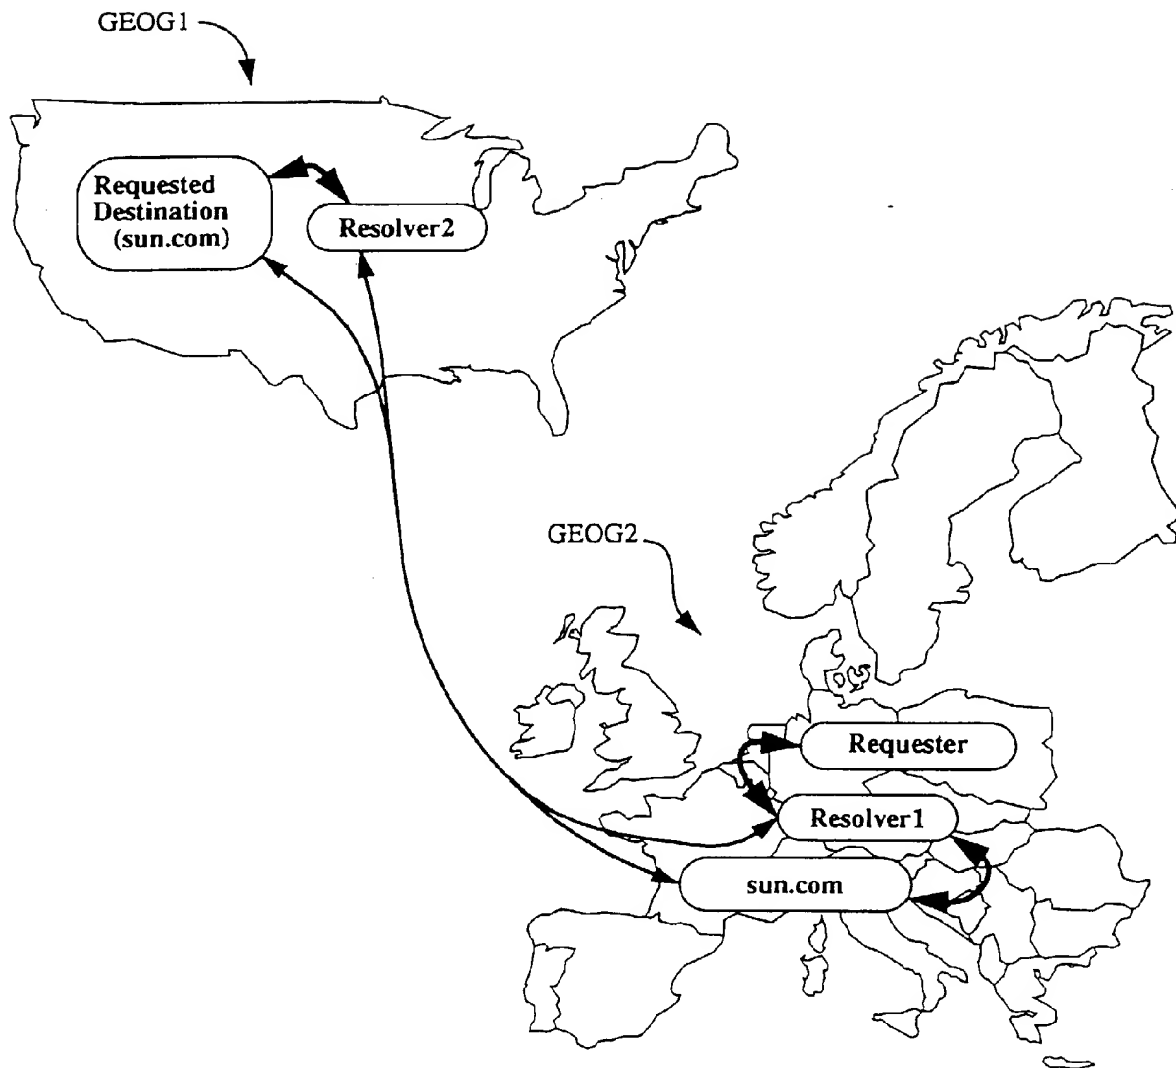 GEOG1
Requested
Destination
(sun.com)
Resolver2
GEOG2
Requester
Resolver1
sun.com